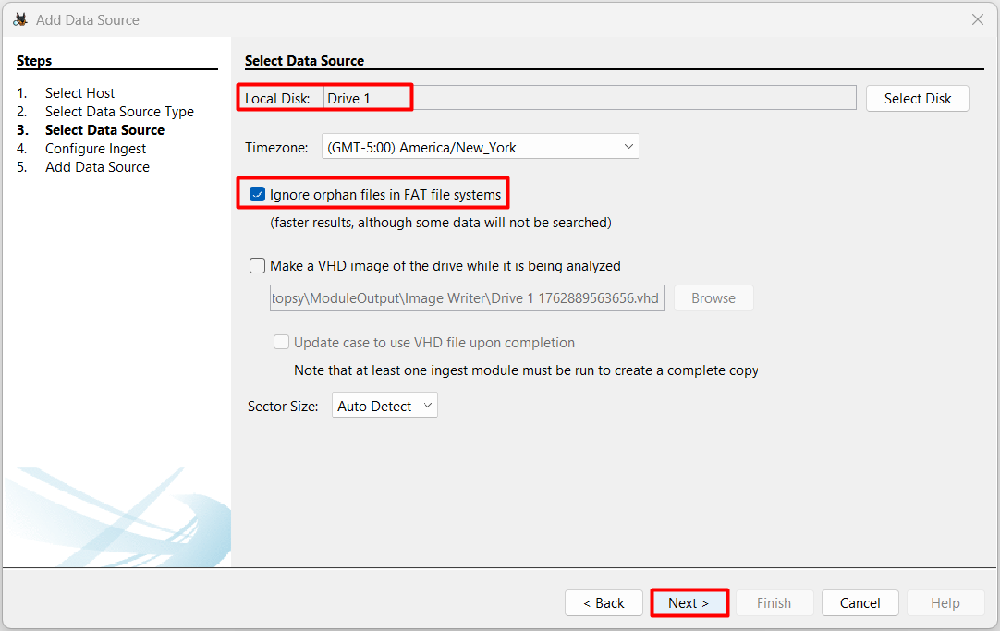 Add Data Source
Steps
1. Select Host
2. Select Data Source Type
3. Select Data Source
4. Configure Ingest
5. Add Data Source
Select Data Source
Local Disk: Drive 1 Select Disk
Timezone: (GMT-5:00) America/New_York
Ignore orphan files in FAT file systems
(faster results, although some data will not be searched)
Make a VHD image of the drive while it is being analyzed
topsy\ModuleOutput\Image Writer\Drive 1 1762889563656.vhd Browse
Update case to use VHD file upon completion
Note that at least one ingest module must be run to create a complete copy
Sector Size: Auto Detect
< Back Next > Finish Cancel Help